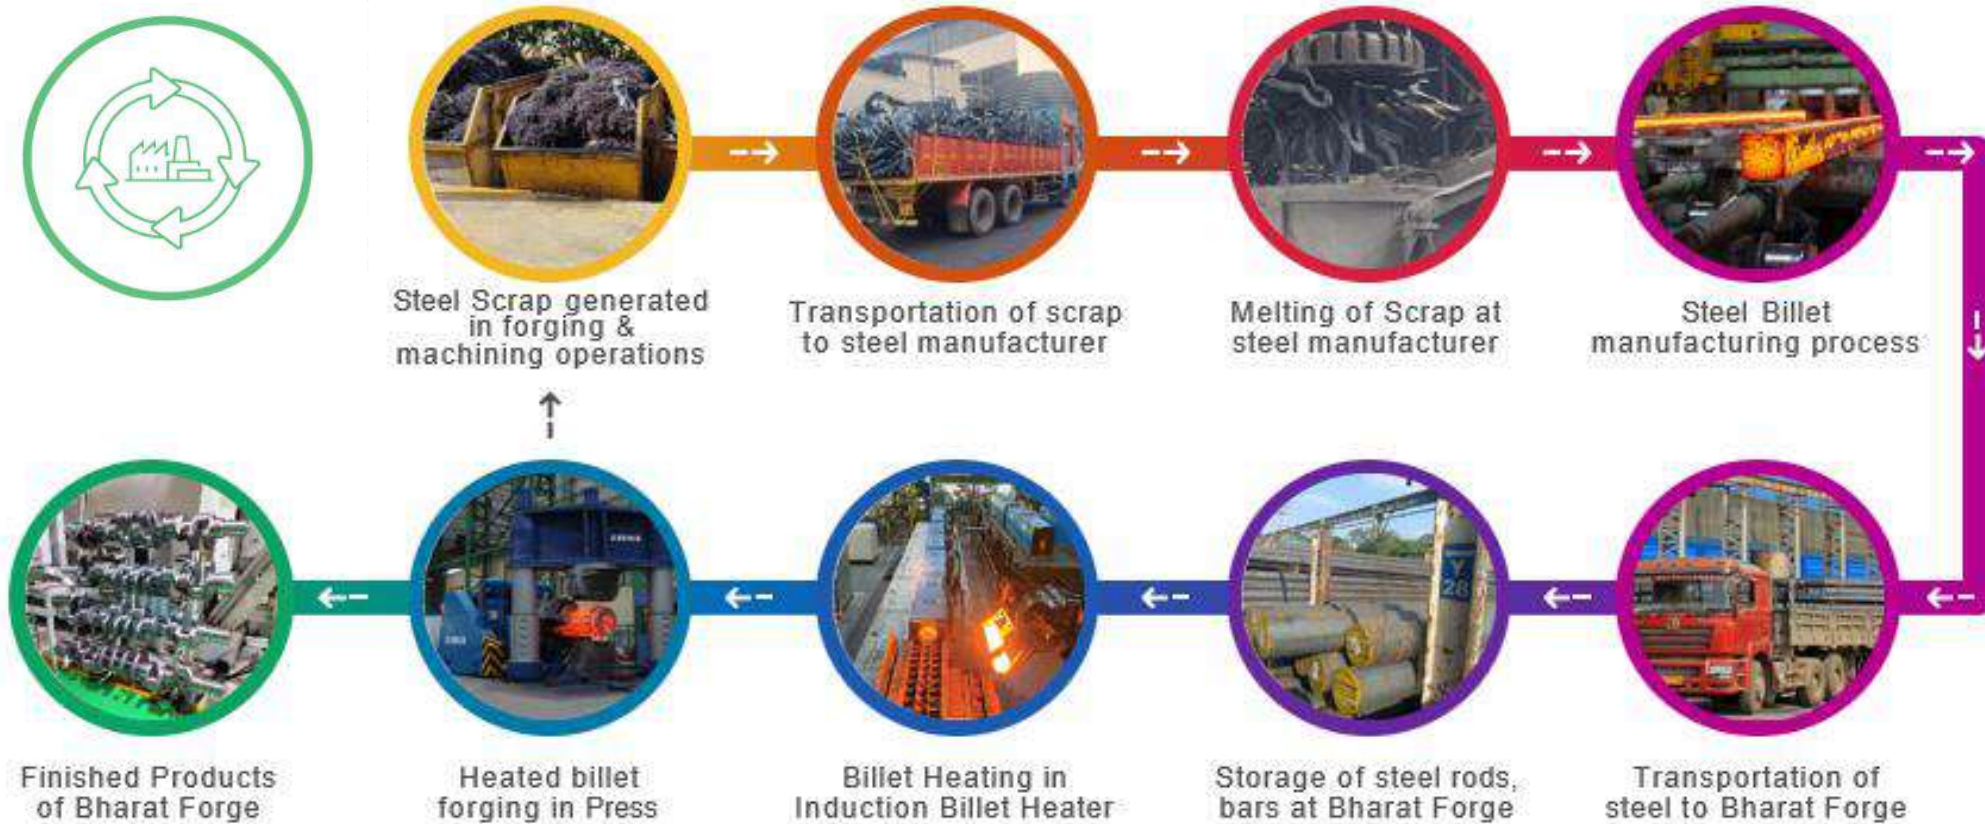 Steel Scrap generated
in forging &
machining operations
Transportation of scrap
to steel manufacturer
Melting of Scrap at
steel manufacturer
Steel Billet
manufacturing process
Finished Products
of Bharat Forge
Heated billet
forging in Press
Billet Heating in
Induction Billet Heater
Y
28
Storage of steel rods,
bars at Bharat Forge
Transportation of
steel to Bharat Forge